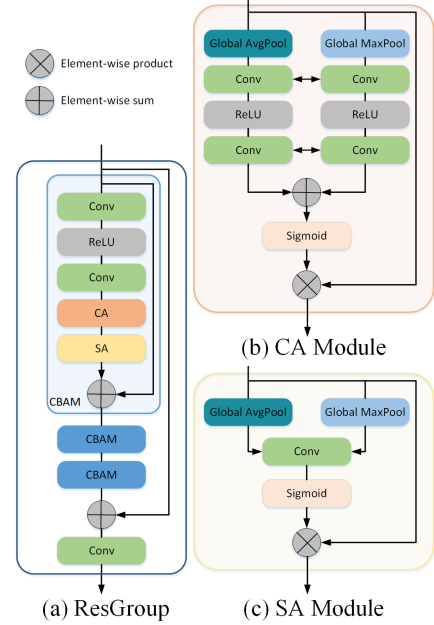 Element-wise product
Element-wise sum
Conv
ReLU
Conv
CA
SA
CBAM
CBAM
CBAM
Conv
(a) ResGroup
Global AvgPool
Global MaxPool
Conv
Conv
ReLU
ReLU
Conv
Conv
Sigmoid
(b) CA Module
Global AvgPool
Global MaxPool
Conv
Sigmoid
(c) SA Module